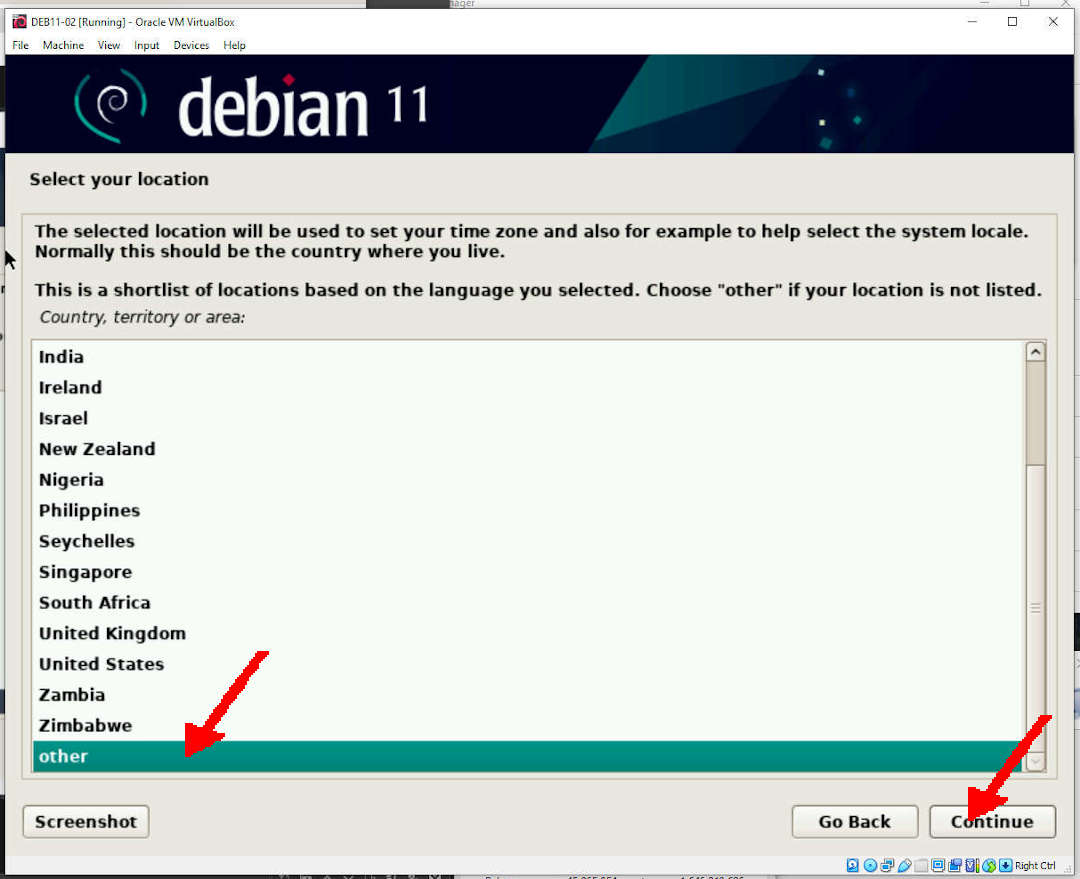 DEB11-02 [Running] - Oracle VM VirtualBox
File Machine View Input Devices Help
debian 11
Select your location
The selected location will be used to set your time zone and also for example to help select the system locale.
Normally this should be the country where you live.
This is a shortlist of locations based on the language you selected. Choose "other" if your location is not listed.
Country, territory or area:
India
Ireland
Israel
New Zealand
Nigeria
Philippines
Seychelles
Singapore
South Africa
United Kingdom
United States
Zambia
Zimbabwe
other
Screenshot Go Back Continue
Right Ctrl